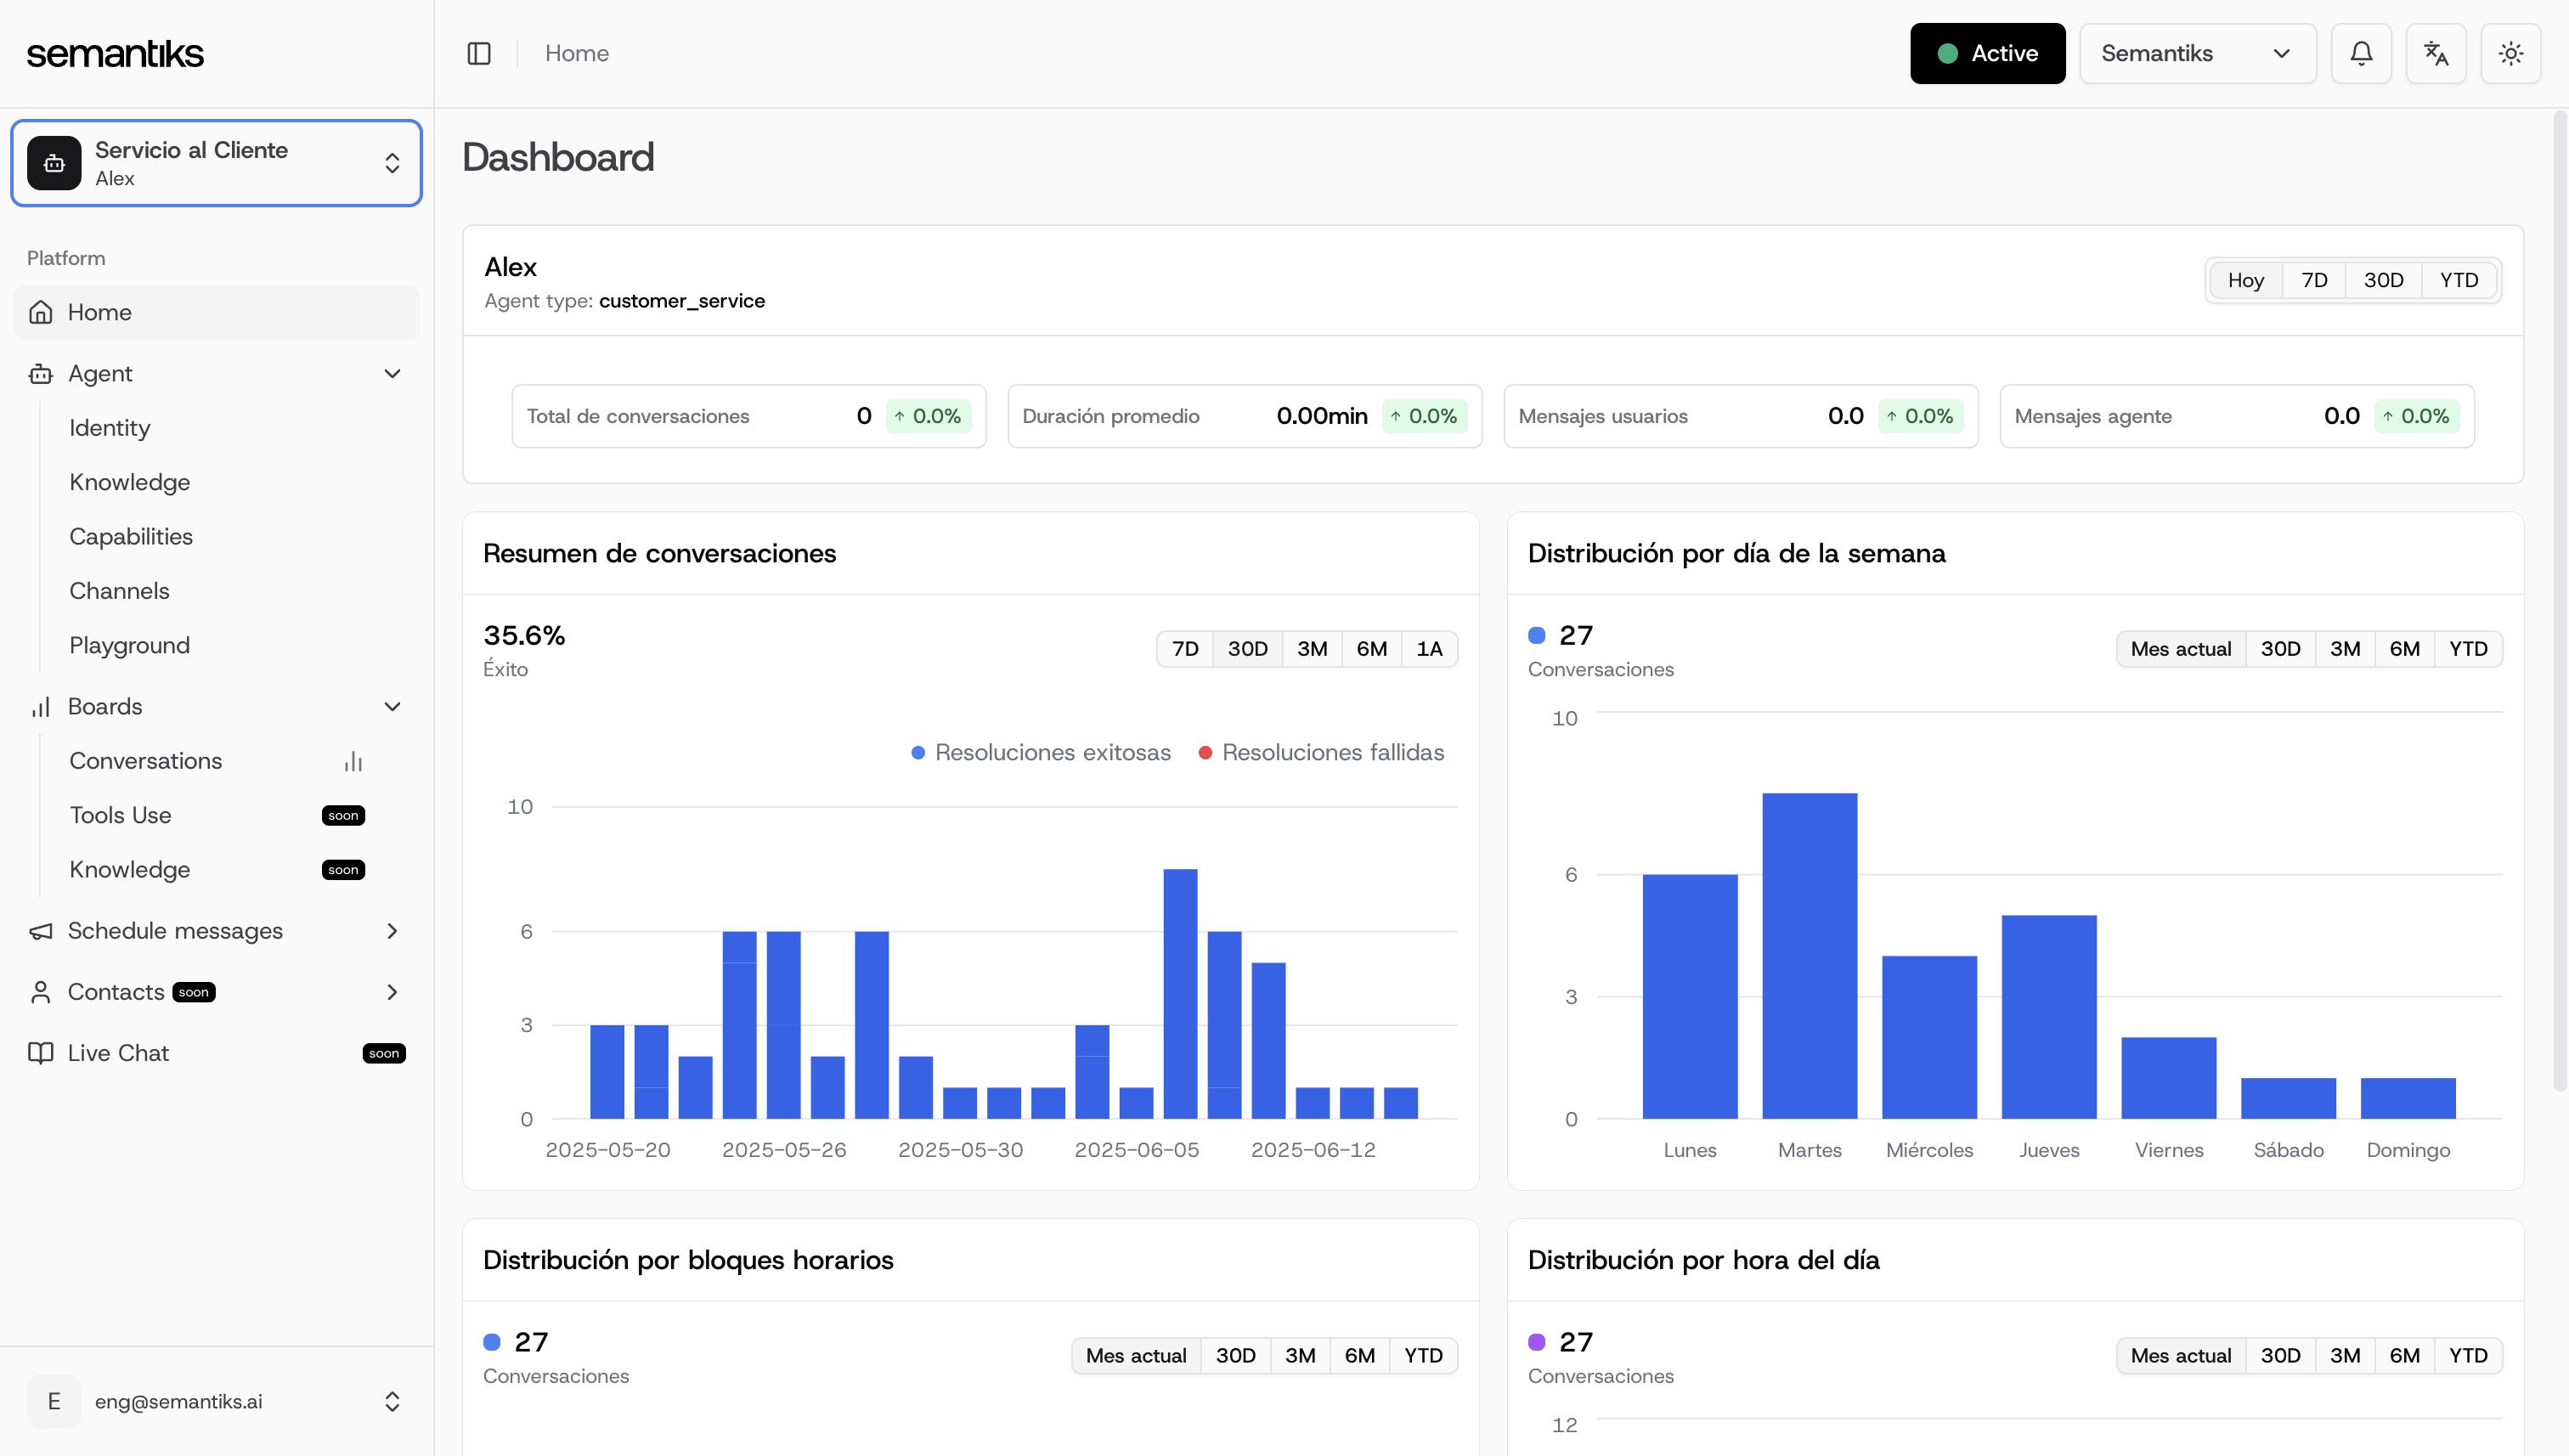 semantiks
Home
Active
Semantiks
Servicio al Cliente
Alex
Platform
Home
Agent
Identity
Knowledge
Capabilities
Channels
Playground
Boards
Conversations
Tools Use soon
Knowledge soon
Schedule messages
Contacts soon
Live Chat soon
E eng@semantiks.ai
Dashboard
Alex
Agent type: customer_service
Hoy 7D 30D YTD
Total de conversaciones 0 ↑ 0.0%
Duración promedio 0.00min ↑ 0.0%
Mensajes usuarios 0.0 ↑ 0.0%
Mensajes agente 0.0 ↑ 0.0%
Resumen de conversaciones
35.6%
Éxito
7D 30D 3M 6M 1A
Resoluciones exitosas Resoluciones fallidas
10
6
3
0
2025-05-20 2025-05-26 2025-05-30 2025-06-05 2025-06-12
Distribución por día de la semana
27
Conversaciones
Mes actual 30D 3M 6M YTD
10
6
3
0
Lunes Martes Miércoles Jueves Viernes Sábado Domingo
Distribución por bloques horarios
27
Conversaciones
Mes actual 30D 3M 6M YTD
Distribución por hora del día
27
Conversaciones
Mes actual 30D 3M 6M YTD
12